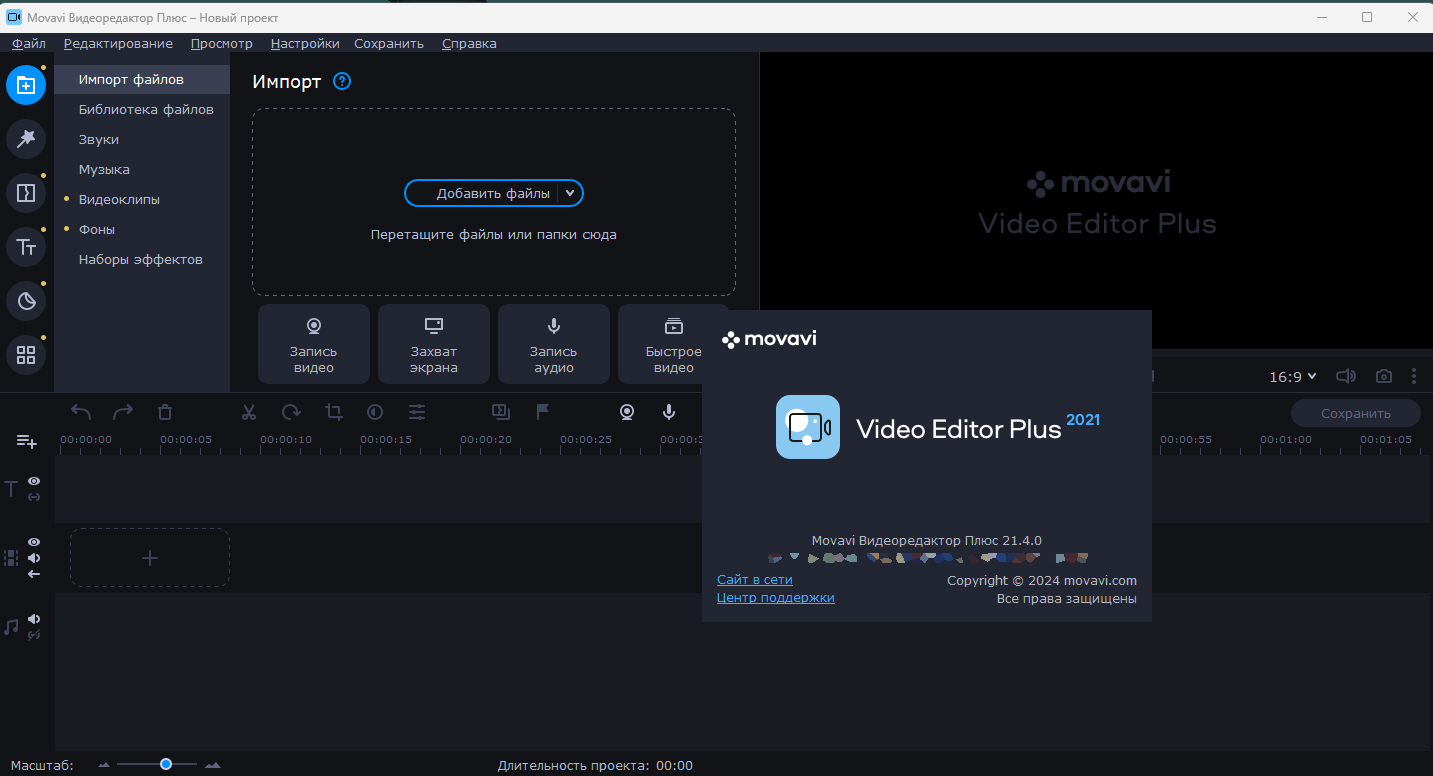 Movavi Видеоредактор Плюс – Новый проект
Файл Редактирование Просмотр Настройки Сохранить Справка
Импорт файлов
Библиотека файлов
Звуки
Музыка
Видеоклипы
Фоны
Наборы эффектов
Импорт ?
Добавить файлы
Перетащите файлы или папки сюда
Запись
видео
Захват
экрана
Запись
аудио
Быстрое
видео
movavi
Video Editor Plus
16:9
Сохранить
00:00:00 00:00:05 00:00:10 00:00:15 00:00:20 00:00:25 00:00:3 00:00:55 00:01:00 00:01:05
movavi
Video Editor Plus 2021
Movavi Видеоредактор Плюс 21.4.0
Сайт в сети
Центр поддержки
Copyright © 2024 movavi.com
Все права защищены
Масштаб:
Длительность проекта: 00:00